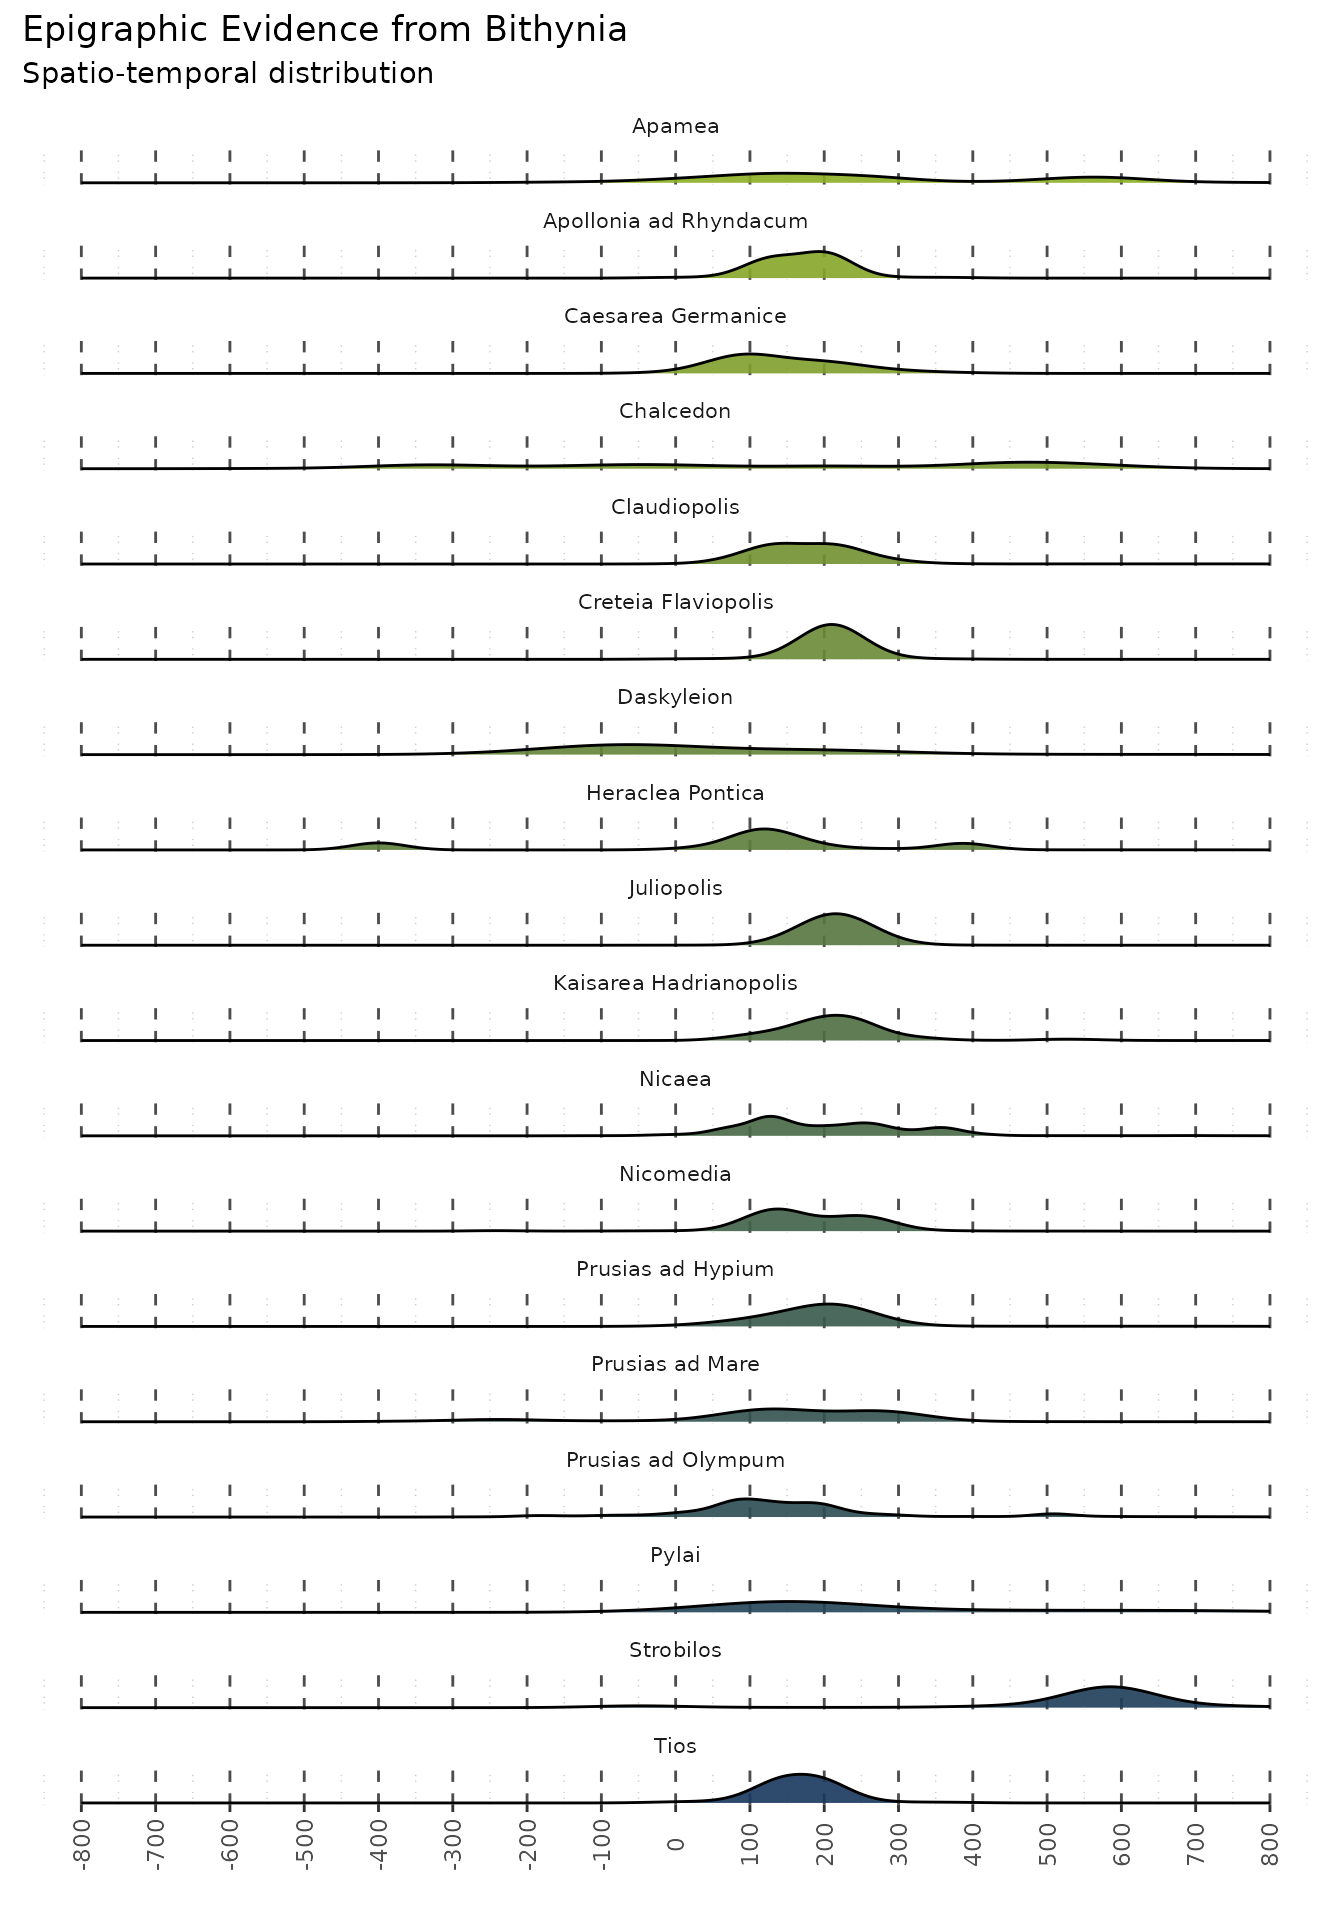 Epigraphic Evidence from Bithynia
Spatio-temporal distribution
Apamea
Apollonia ad Rhyndacum
Caesarea Germanice
Chalcedon
Claudiopolis
Creteia Flaviopolis
Daskyleion
Heraclea Pontica
Juliopolis
Kaisarea Hadrianopolis
Nicaea
Nicomedia
Prusias ad Hypium
Prusias ad Mare
Prusias ad Olympum
Pylai
Strobilos
Tios
-800 -700 -600 -500 -400 -300 -200 -100 0 100 200 300 400 500 600 700 800